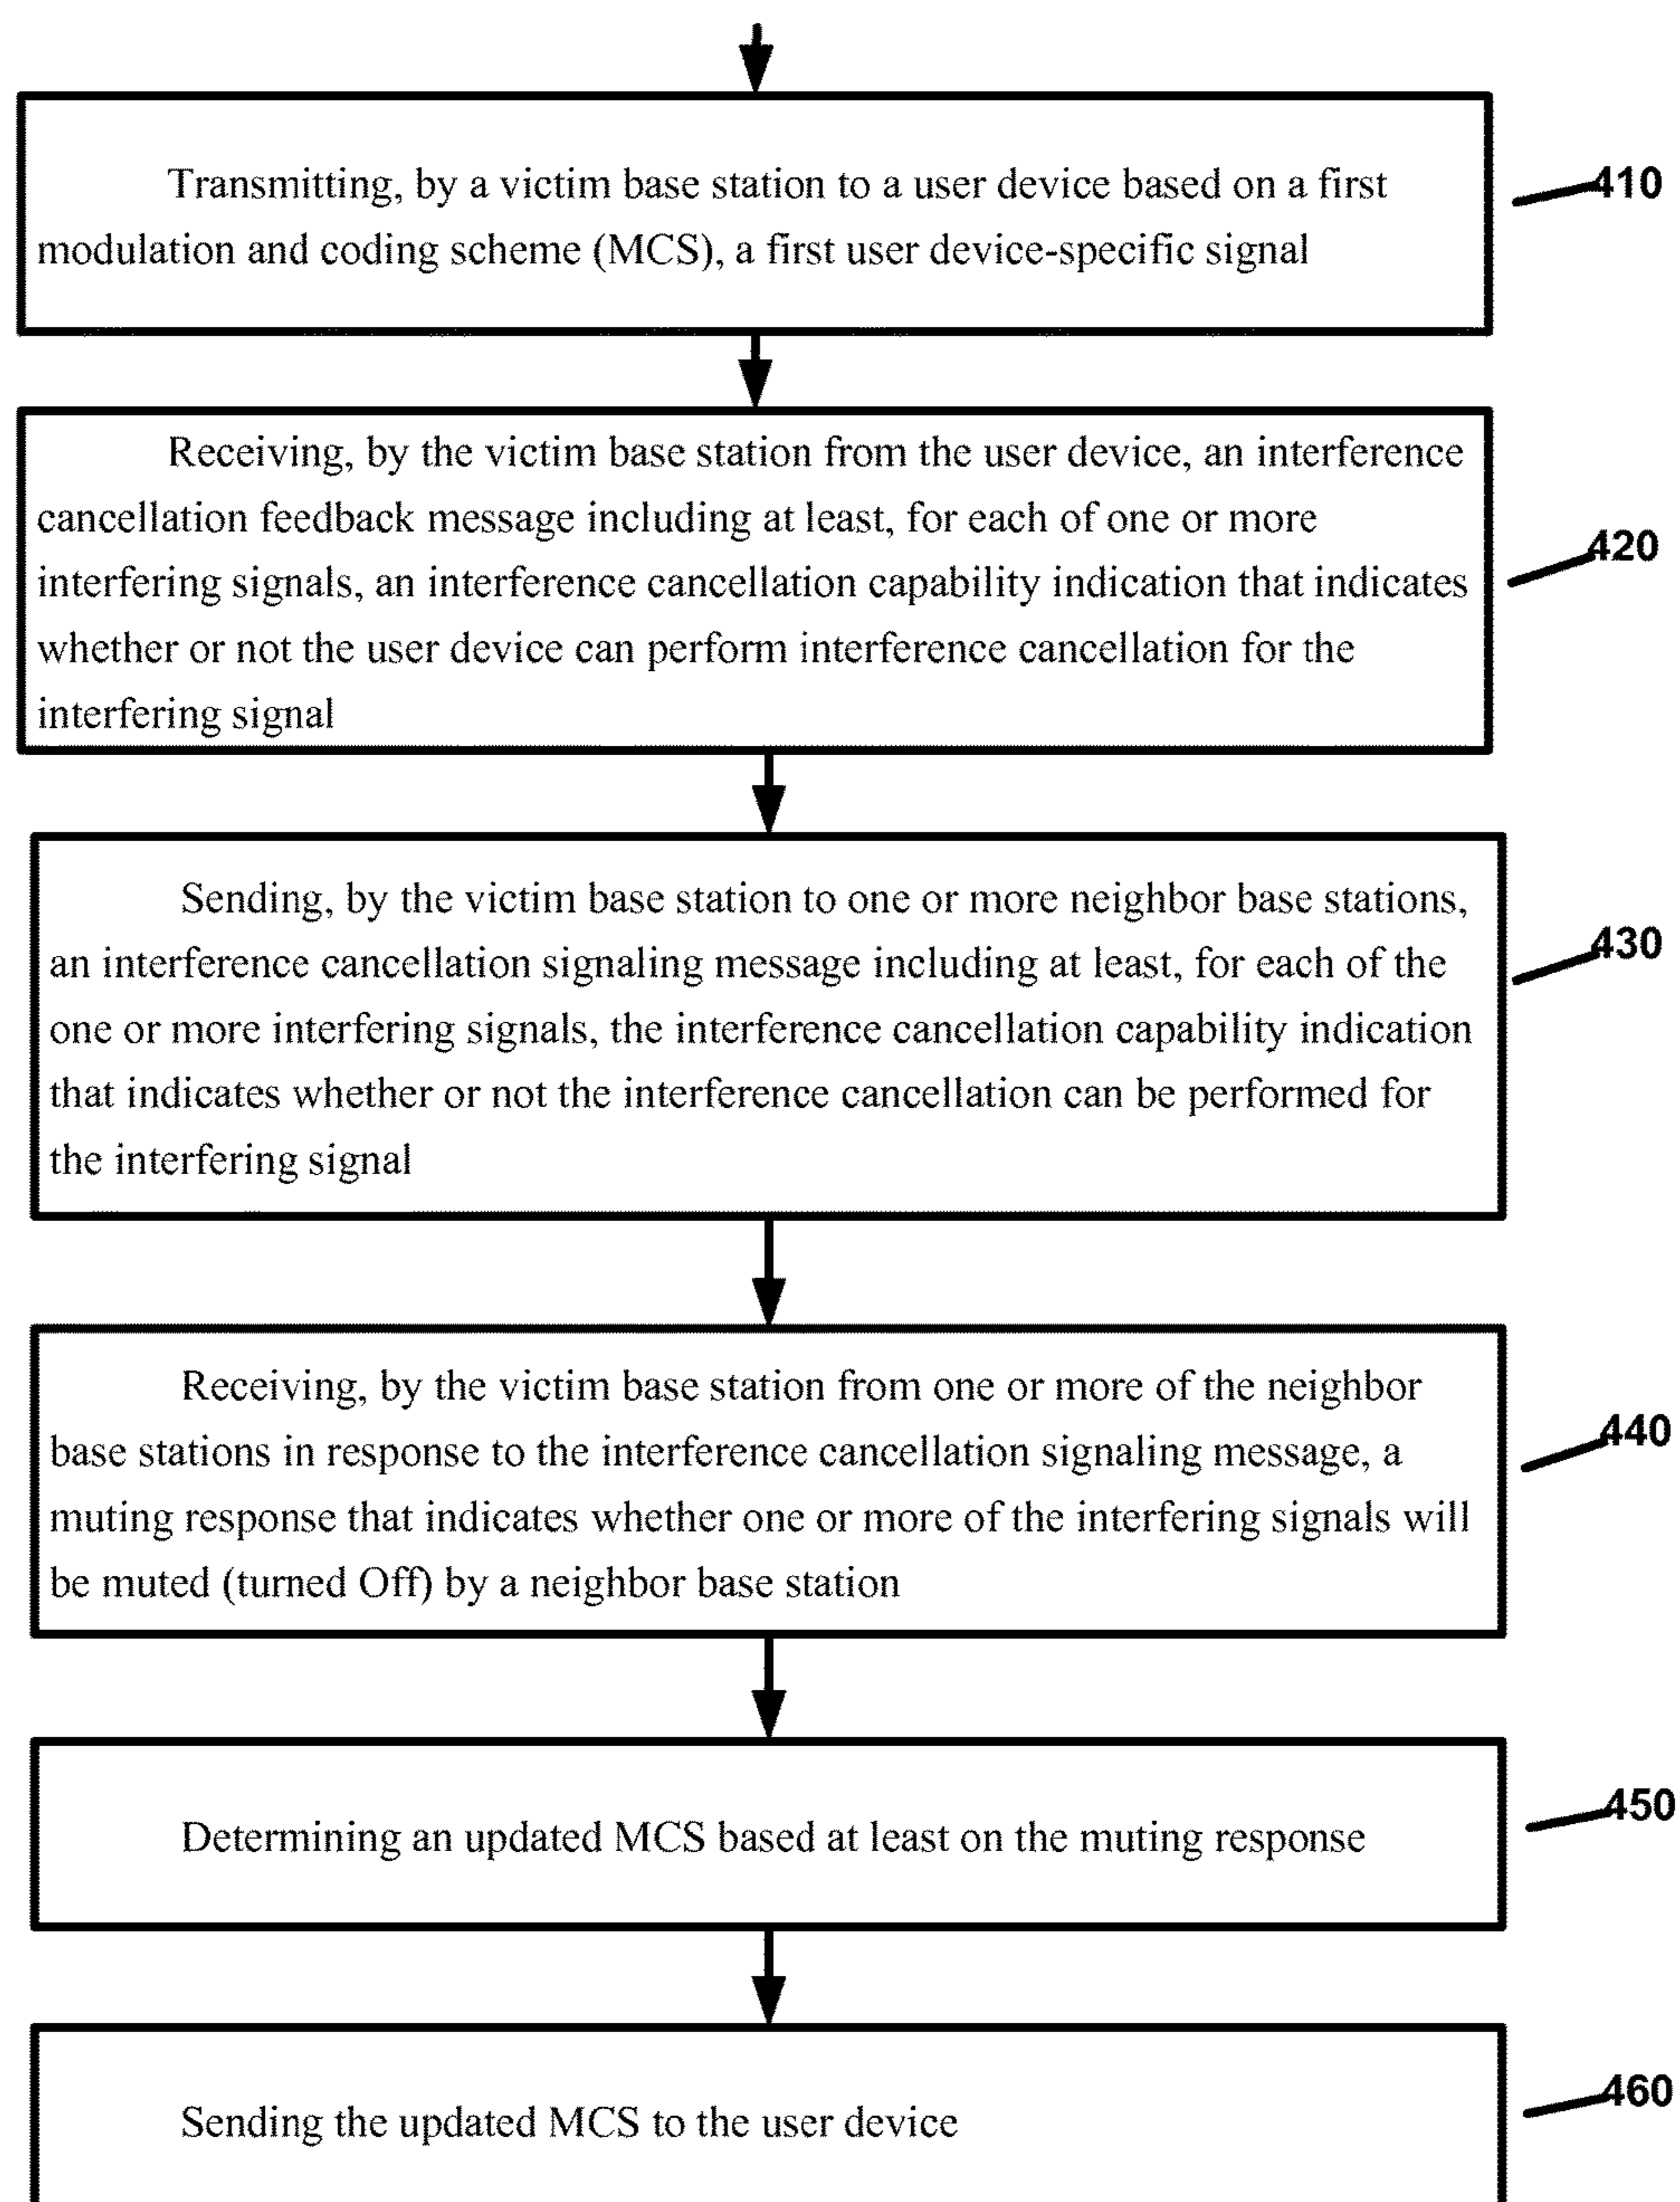 Transmitting, by a victim base station to a user device based on a first
modulation and coding scheme (MCS), a first user device-specific signal
410
Receiving, by the victim base station from the user device, an interference
cancellation feedback message including at least, for each of one or more
interfering signals, an interference cancellation capability indication that indicates
whether or not the user device can perform interference cancellation for the
interfering signal
420
Sending, by the victim base station to one or more neighbor base stations,
an interference cancellation signaling message including at least, for each of the
one or more interfering signals, the interference cancellation capability indication
that indicates whether or not the interference cancellation can be performed for
the interfering signal
430
Receiving, by the victim base station from one or more of the neighbor
base stations in response to the interference cancellation signaling message, a
muting response that indicates whether one or more of the interfering signals will
be muted (turned Off) by a neighbor base station
440
Determining an updated MCS based at least on the muting response
450
Sending the updated MCS to the user device
460